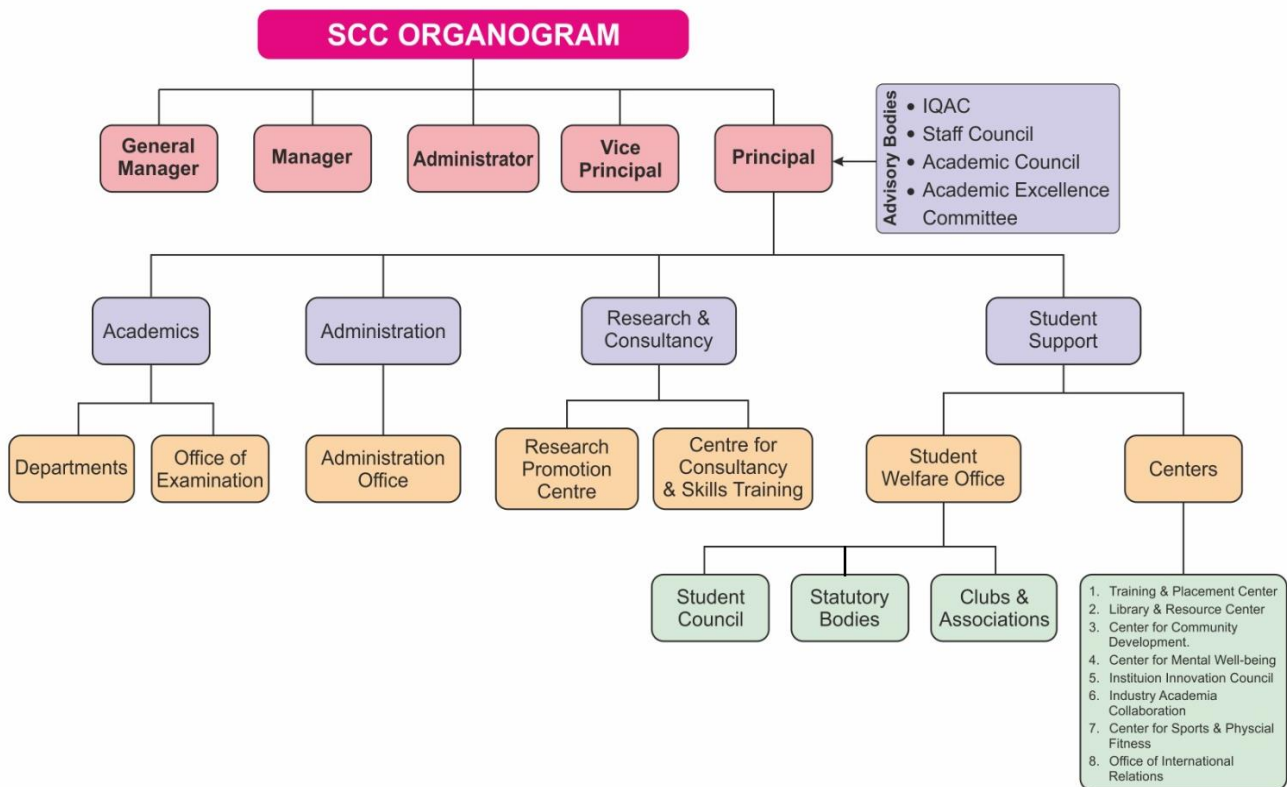 SCC ORGANOGRAM
General
Manager
Manager
Administrator
Vice
Principal
Principal
Advisory Bodies
• IQAC
• Staff Council
• Academic Council
• Academic Excellence
Committee
Academics
Administration
Research &
Consultancy
Student
Support
Departments
Office of
Examination
Administration
Office
Research
Promotion
Centre
Centre for
Consultancy
& Skills Training
Student
Welfare Office
Centers
Student
Council
Statutory
Bodies
Clubs &
Associations
1. Training & Placement Center
2. Library & Resource Center
3. Center for Community
Development.
4. Center for Mental Well-being
5. Instituion Innovation Council
6. Industry Academia
Collaboration
7. Center for Sports & Physcial
Fitness
8. Office of International
Relations